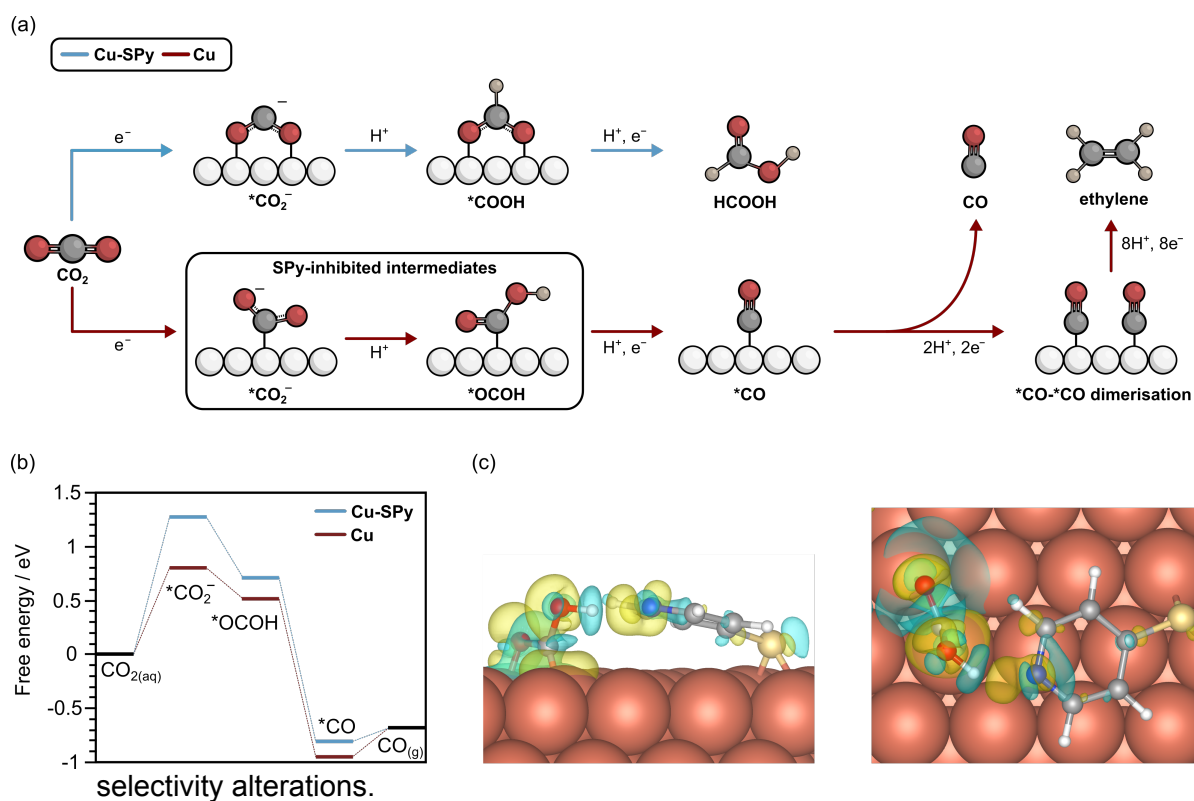 (a)
Cu-SPy Cu
e⁻ H⁺ H⁺, e⁻
*CO₂⁻ *COOH HCOOH CO ethylene
8H⁺, 8e⁻
CO₂
SPy-inhibited intermediates
e⁻ H⁺ H⁺, e⁻ 2H⁺, 2e⁻
*CO₂⁻ *OCOH *CO *CO-*CO dimerisation
(b)
Free energy / eV
1.5
1
0.5
0
-0.5
-1
Cu-SPy
Cu
*CO₂⁻
*OCOH
CO₂(aq)
*CO
CO(g)
selectivity alterations.
(c)